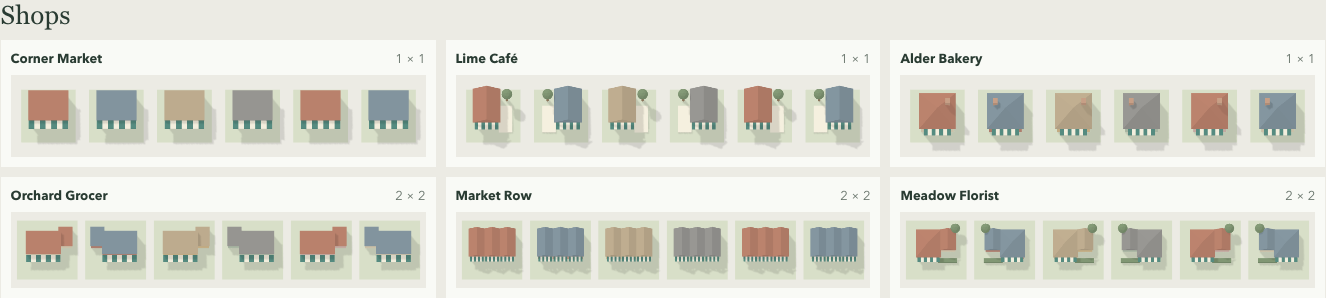 Shops
Corner Market 1 × 1
Lime Café 1 × 1
Alder Bakery 1 × 1
Orchard Grocer 2 × 2
Market Row 2 × 2
Meadow Florist 2 × 2